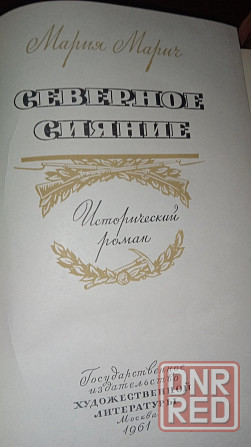 Мария Марич
СЕВЕРНОЕ
СИЯНИЕ
Исторический
роман
Государственное
издательство
ХУДОЖЕСТВЕННОЙ
ЛИТЕРАТУРЫ
Москва
1961
DNR
RED